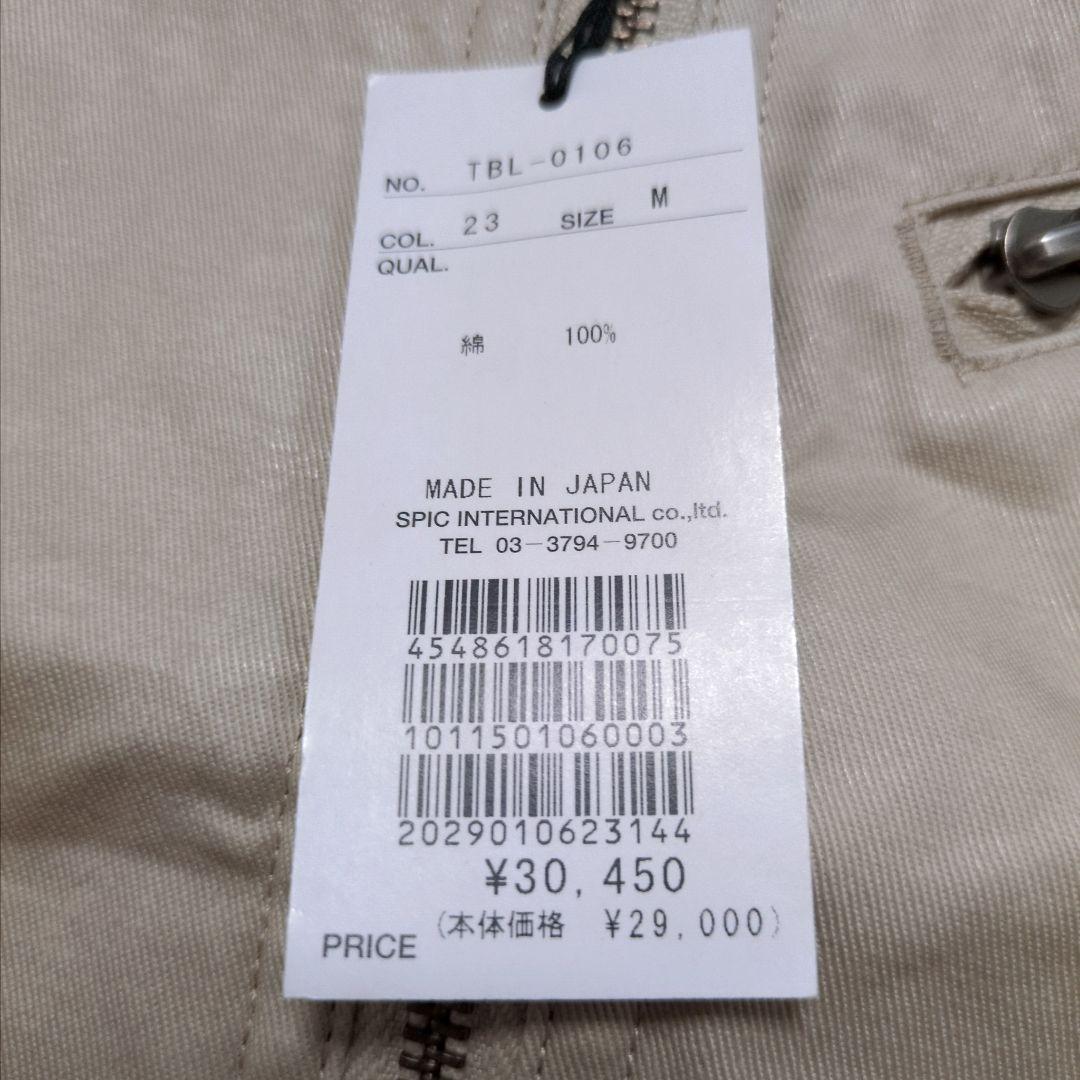 NO. TBL-0106
COL. 23 SIZE M
QUAL.
綿 100%
MADE IN JAPAN
SPIC INTERNATIONAL co.,ltd.
TEL 03-3794-9700
4548618170075
1011501060003
2029010623144
¥30,450
PRICE (本体価格 ¥29,000)